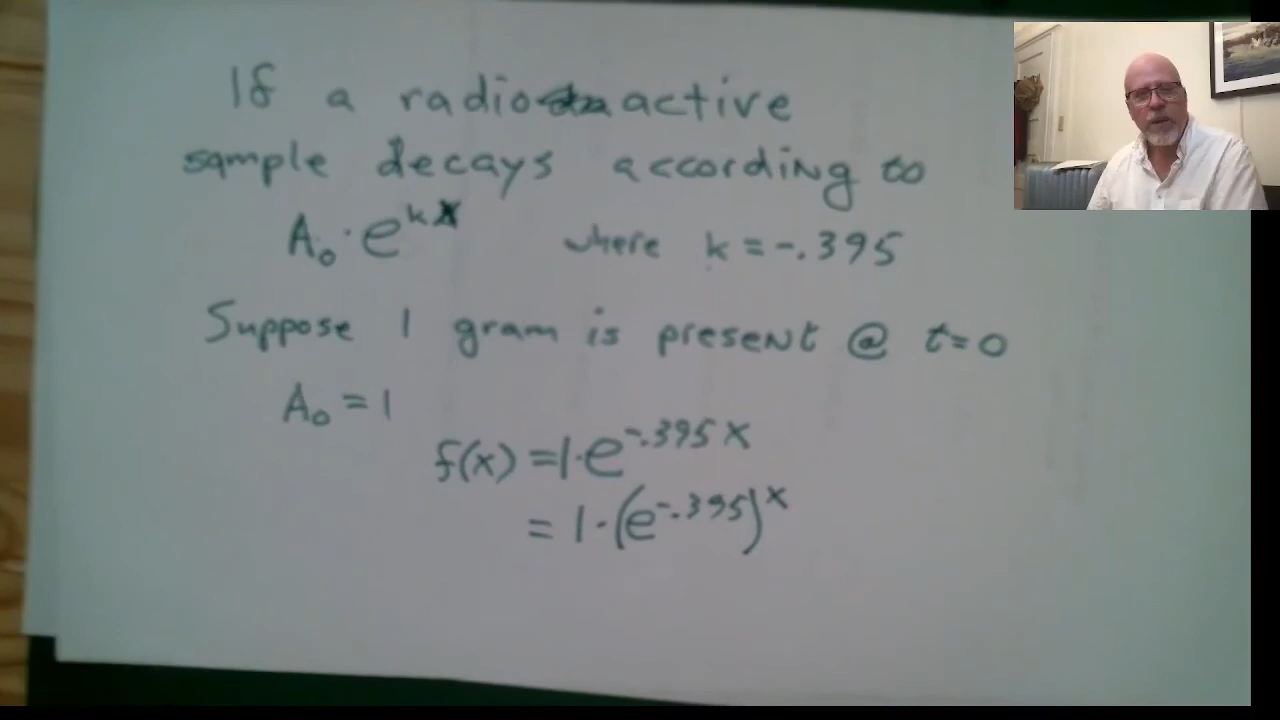 If a radioactive
sample decays according to
A₀ · e^kx where k = -.395
Suppose 1 gram is present @ t=0
A₀ = 1
f(x) = 1 · e^-.395x
= 1 · (e^-.395)^x